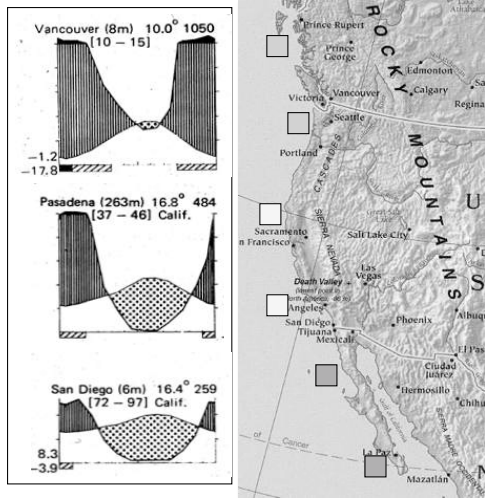 Vancouver (8m) 10.0° 1050
[10 – 15]
-1.2
-17.8
Pasadena (263m) 16.8° 484
[37 – 46] Calif.
San Diego (6m) 16.4° 259
[72 – 97] Calif.
8.3
-3.9
Prince Rupert
Prince
George
ROCKY
Edmonton
Calgary
Vancouver
Victoria
Regina
Seattle
Portland
CASCADES
MOUNTAINS
U
Salt Lake City
Sacramento
n Francisco
SIERRA NEVADA
Las
Vegas
Death Valley
S
Angeles
Phoenix
Albuqu
San Diego
Tijuana
Mexicali
El Pas
Ciudad
Juárez
Hermosillo
Chihu
of Cancer
La Paz
Mazatlán
N